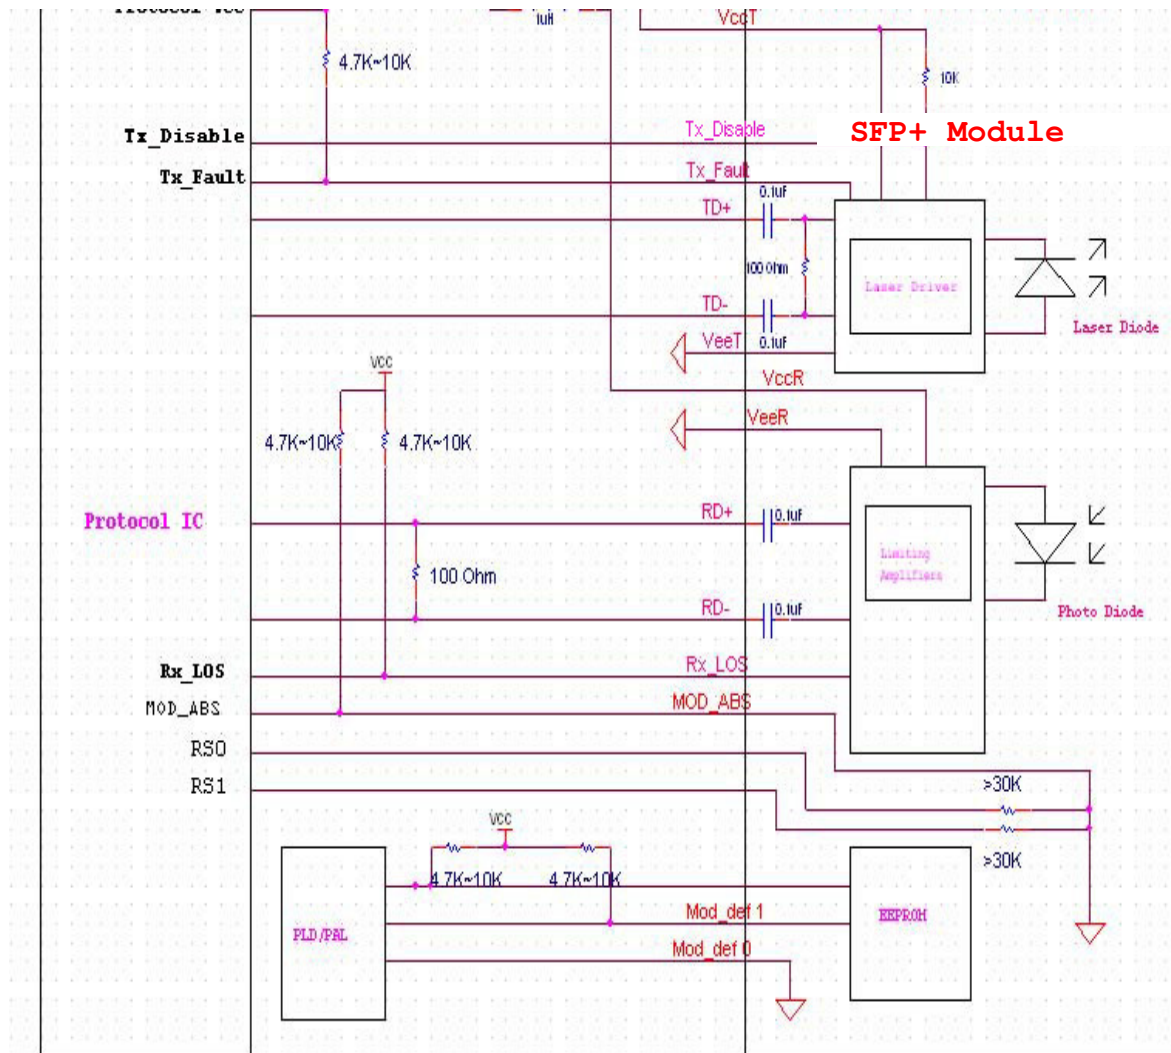 1uH
VccT
4.7K~10K
10K
Tx_Disable
Tx_Disable
SFP+ Module
Tx_Fault
Tx_Fault
0.1uF
TD+
100 Ohm
Laser Driver
TD-
Laser Diode
VeeT
0.1uF
VCC
VccR
VeeR
4.7K~10K
4.7K~10K
RD+
0.1uF
Protocol IC
Limiting
Amplifiers
100 Ohm
RD-
0.1uF
Photo Diode
Rx_LOS
Rx_LOS
MOD_ABS
MOD_ABS
RS0
RS1
>30K
VCC
>30K
4.7K~10K
4.7K~10K
Mod_def 1
EEPROM
PLD/PAL
Mod_def 0